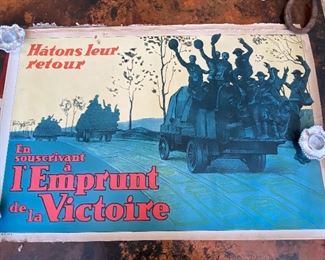 Hâtons leur
retour
En
souscrivant
à
l'Emprunt
de la Victoire